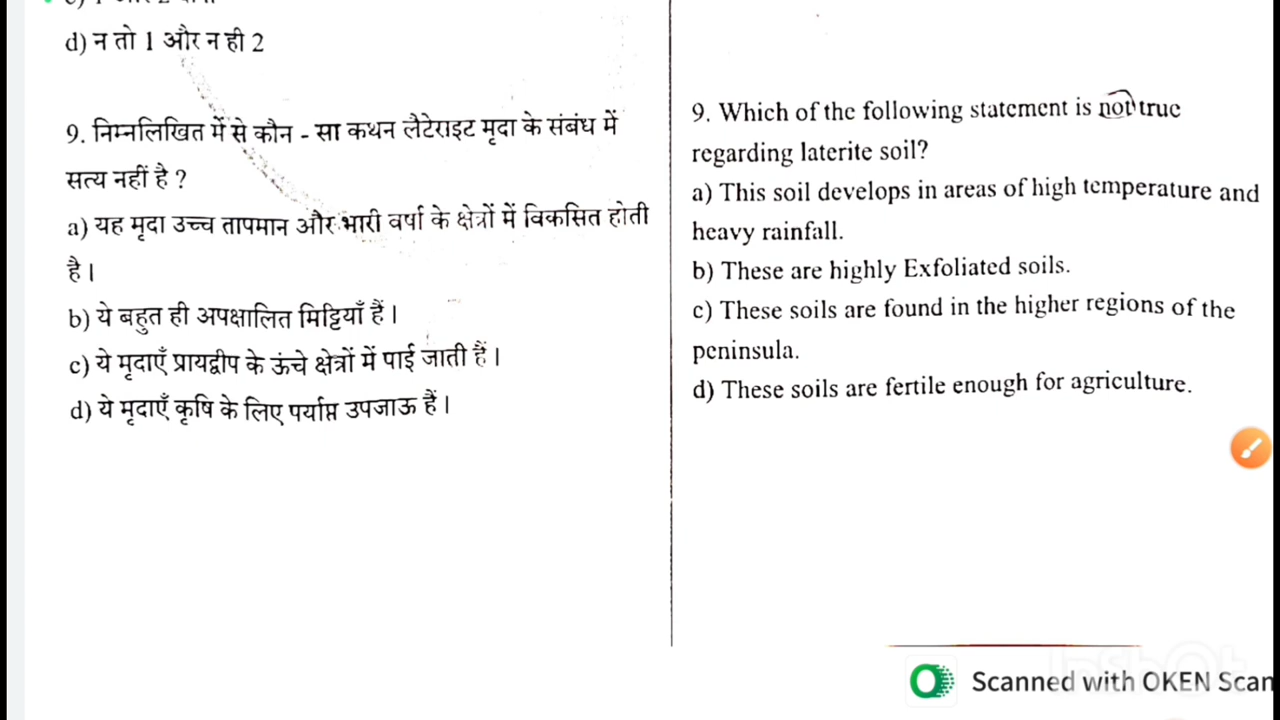 d) न तो 1 और न ही 2
9. निम्नलिखित में से कौन - सा कथन लैटेराइट मृदा के संबंध में
सत्य नहीं है ?
a) यह मृदा उच्च तापमान और भारी वर्षा के क्षेत्रों में विकसित होती
है ।
b) ये बहुत ही अपक्षालित मिट्टियाँ हैं ।
c) ये मृदाएँ प्रायद्वीप के ऊंचे क्षेत्रों में पाई जाती हैं ।
d) ये मृदाएँ कृषि के लिए पर्याप्त उपजाऊ हैं ।
9. Which of the following statement is not true
regarding laterite soil?
a) This soil develops in areas of high temperature and
heavy rainfall.
b) These are highly Exfoliated soils.
c) These soils are found in the higher regions of the
peninsula.
d) These soils are fertile enough for agriculture.
Scanned with OKEN Scan